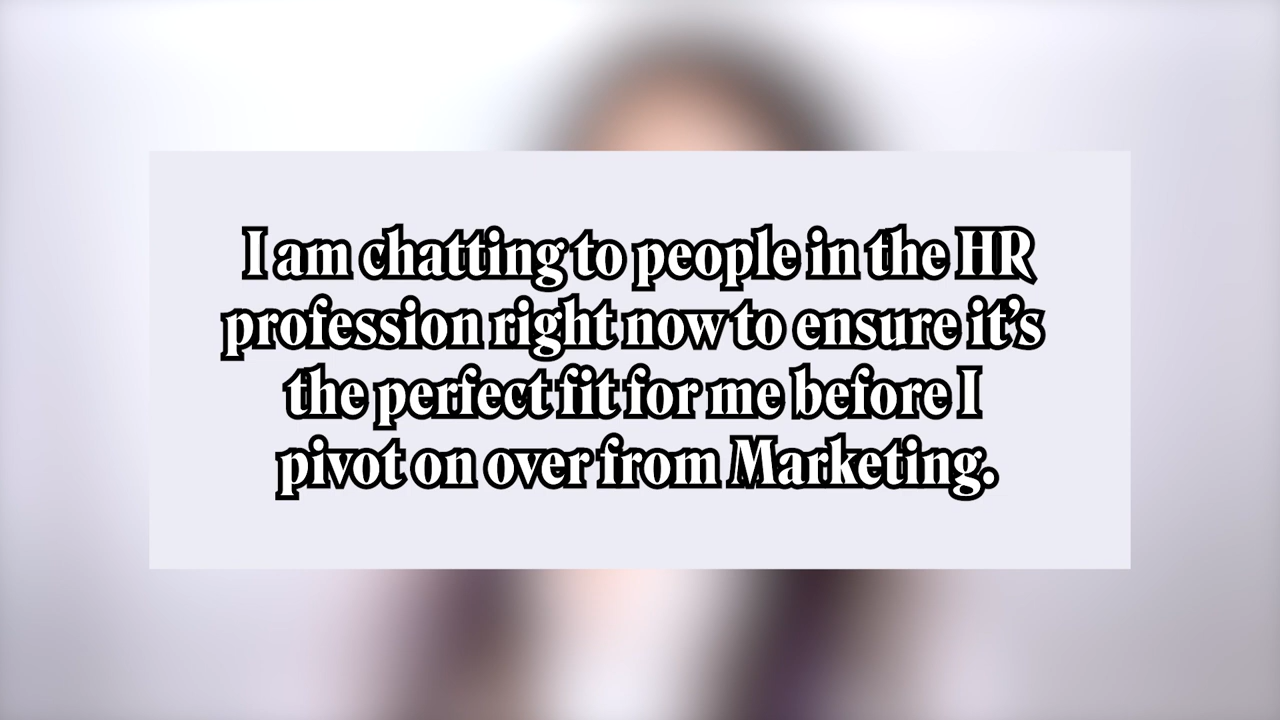 I am chatting to people in the HR
profession right now to ensure it's
the perfect fit for me before I
pivot on over from Marketing.